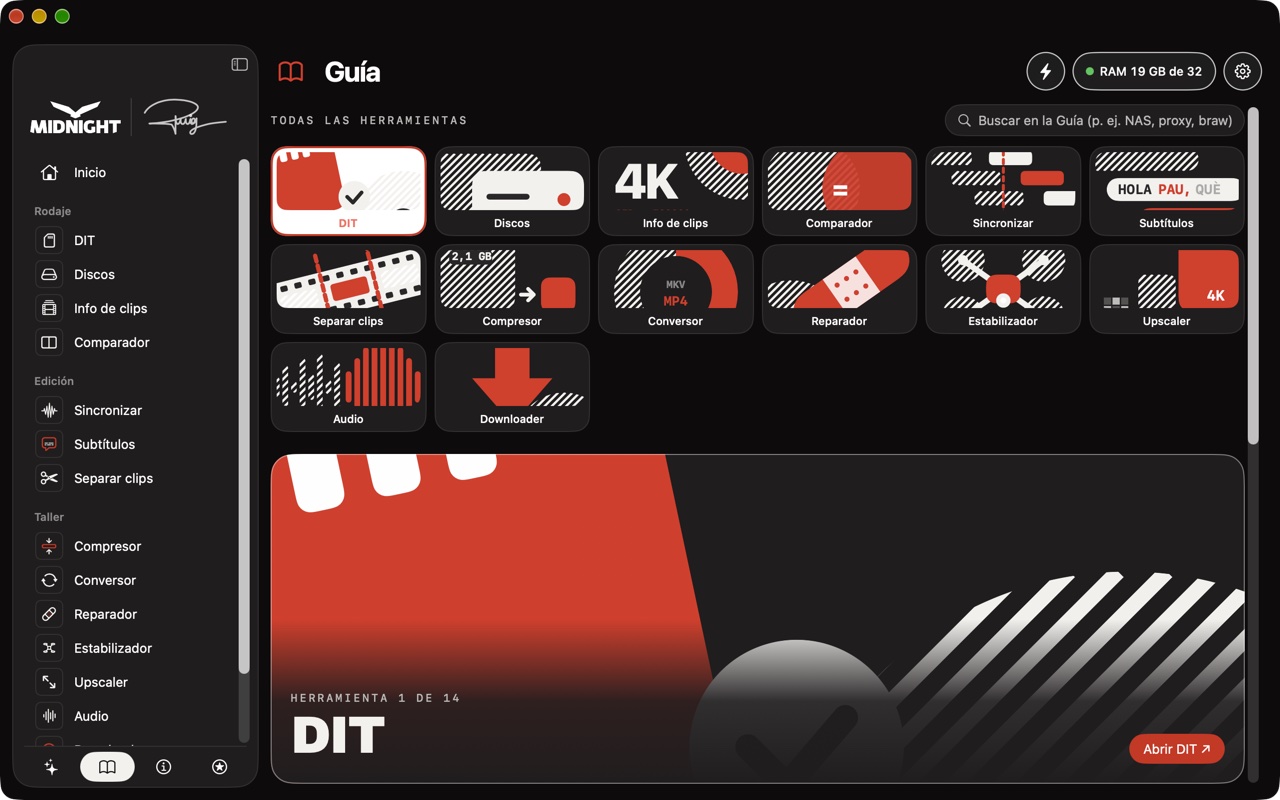 MIDNIGHT
Puig
Inicio
Rodaje
DIT
Discos
Info de clips
Comparador
Edición
Sincronizar
Subtítulos
Separar clips
Taller
Compresor
Conversor
Reparador
Estabilizador
Upscaler
Audio
Guía
RAM 19 GB de 32
TODAS LAS HERRAMIENTAS
Buscar en la Guía (p. ej. NAS, proxy, braw)
DIT
Discos
4K
Info de clips
=
Comparador
Sincronizar
HOLA PAU, QUÈ
Subtítulos
Separar clips
2,1 GB
Compresor
MKV
MP4
Conversor
Reparador
Estabilizador
4K
Upscaler
Audio
Downloader
HERRAMIENTA 1 DE 14
DIT
Abrir DIT ↗